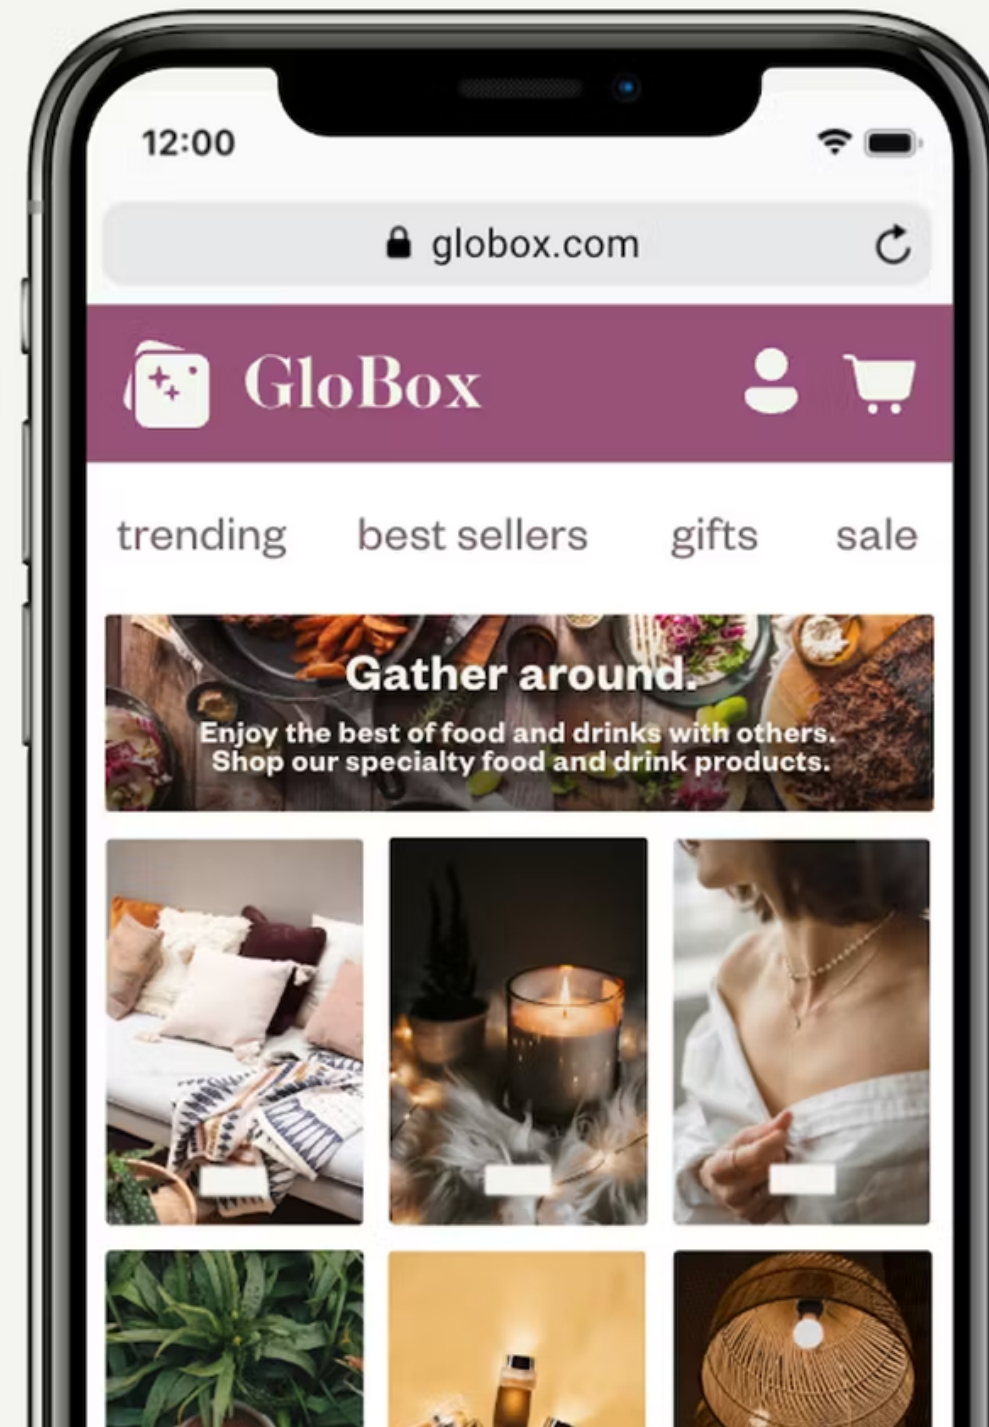 12:00
globox.com
GloBox
trending best sellers gifts sale
Gather around.
Enjoy the best of food and drinks with others.
Shop our specialty food and drink products.